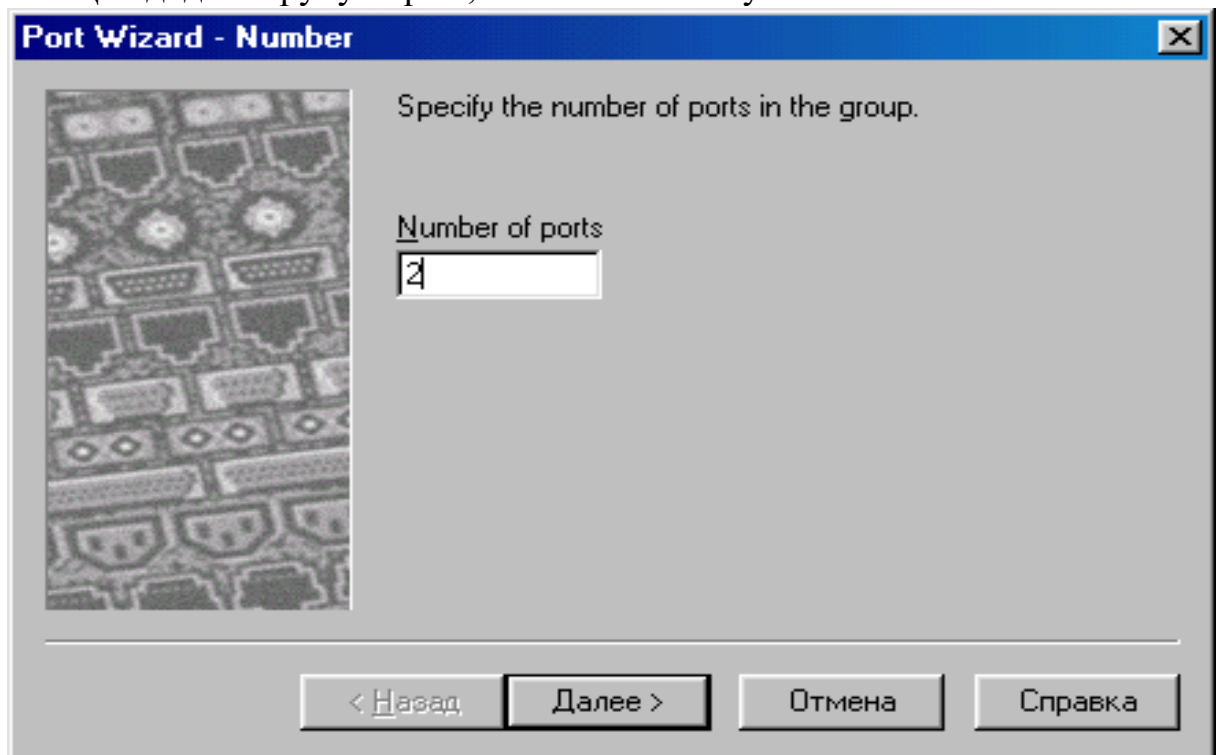 Port Wizard - Number
Specify the number of ports in the group.
Number of ports
2
< Назад
Далее >
Отмена
Справка